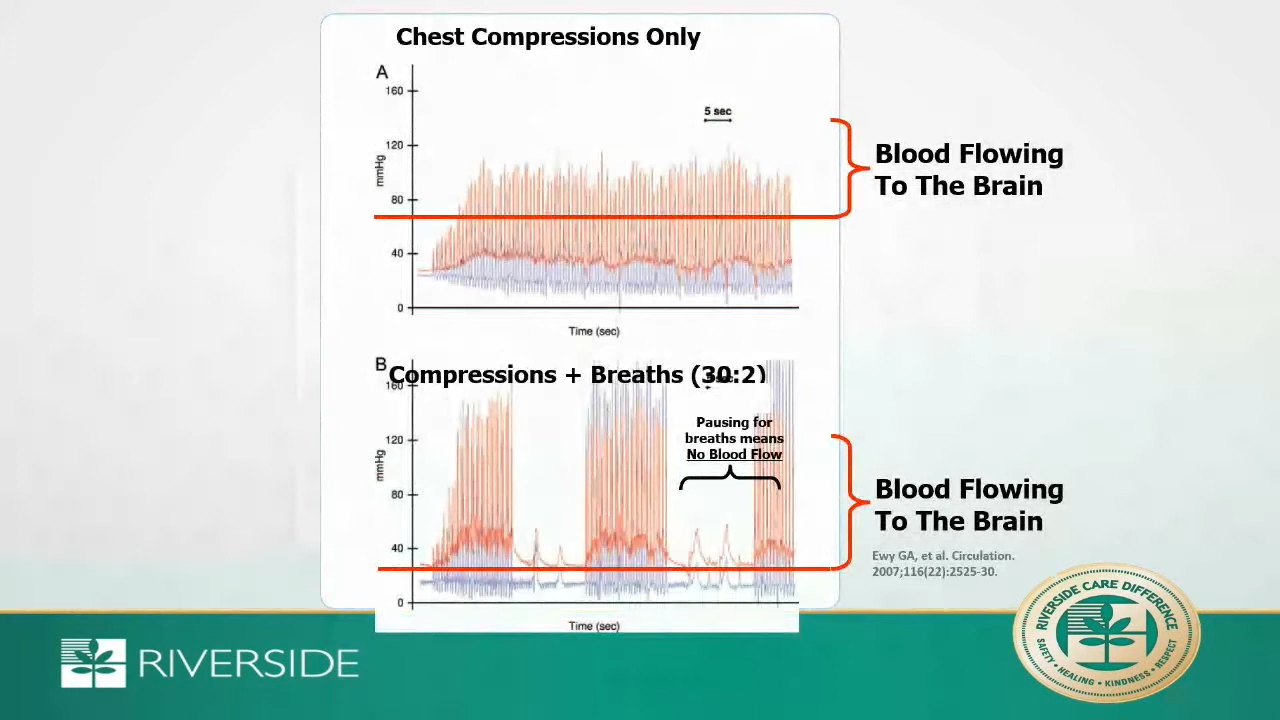 Chest Compressions Only
A
160
120
80
40
0
mmHg
5 sec
Time (sec)
Blood Flowing
To The Brain
B
Compressions + Breaths (30:2)
160
120
80
40
0
mmHg
Pausing for
breaths means
No Blood Flow
Time (sec)
Blood Flowing
To The Brain
Ewy GA, et al. Circulation.
2007;116(22):2525-30.
RIVERSIDE
RIVERSIDE CARE DIFFERENCE
SAFETY • HEALING • KINDNESS • RESPECT